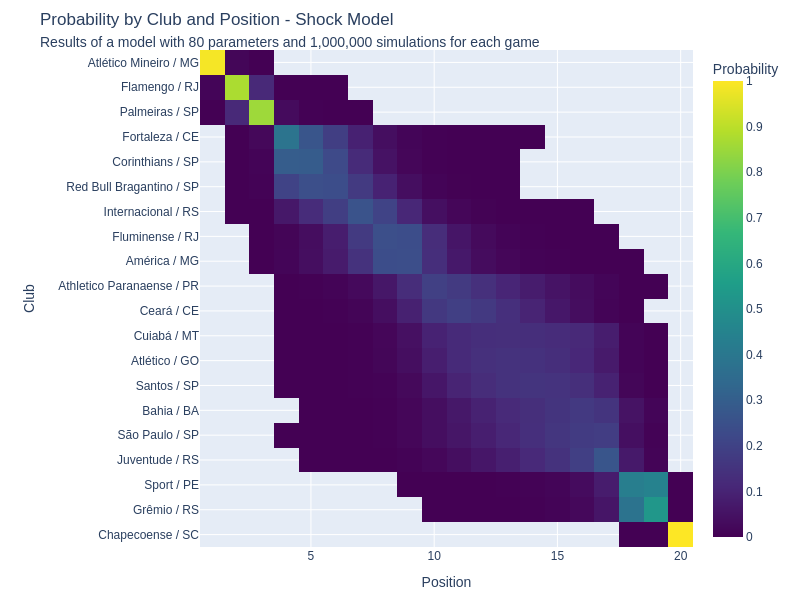 Probability by Club and Position - Shock Model
Results of a model with 80 parameters and 1,000,000 simulations for each game
Probability
Atlético Mineiro / MG
Flamengo / RJ
Palmeiras / SP
Fortaleza / CE
Corinthians / SP
Red Bull Bragantino / SP
Internacional / RS
Fluminense / RJ
América / MG
Athletico Paranaense / PR
Ceará / CE
Cuiabá / MT
Atlético / GO
Santos / SP
Bahia / BA
São Paulo / SP
Juventude / RS
Sport / PE
Grêmio / RS
Chapecoense / SC
Club
5
10
15
20
Position
1
0.9
0.8
0.7
0.6
0.5
0.4
0.3
0.2
0.1
0